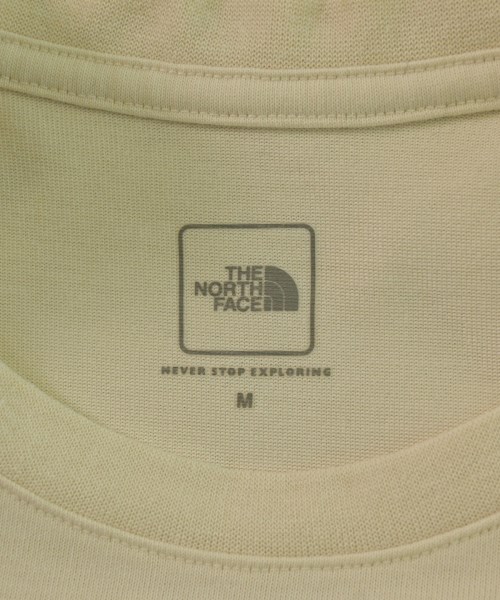 THE
NORTH
FACE
NEVER STOP EXPLORING
M